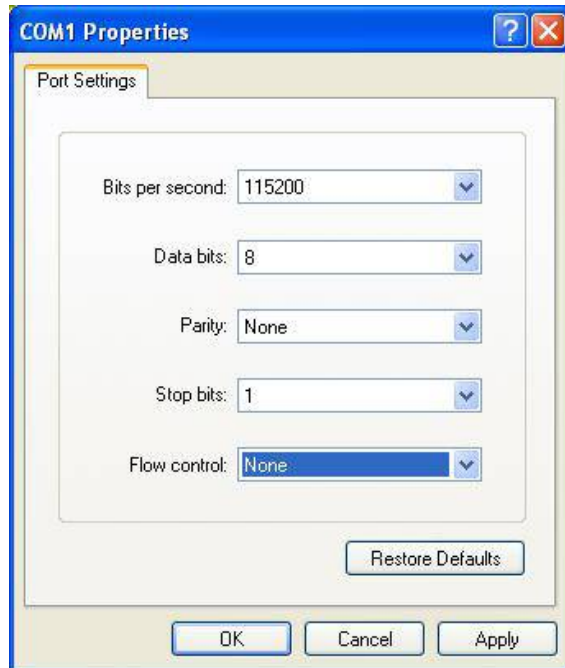 COM1 Properties
Port Settings
Bits per second: 115200
Data bits: 8
Parity: None
Stop bits: 1
Flow control: None
Restore Defaults
OK Cancel Apply